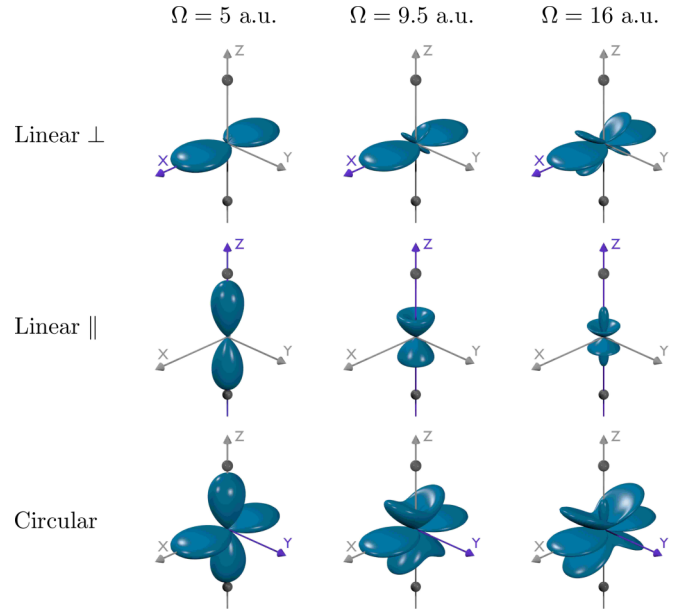 Ω = 5 a.u. Ω = 9.5 a.u. Ω = 16 a.u.
Z Z Z
Linear ⊥
X Y X Y X Y
Z Z Z
Linear ∥
X Y X Y X Y
Z Z Z
Circular
X Y X Y X Y